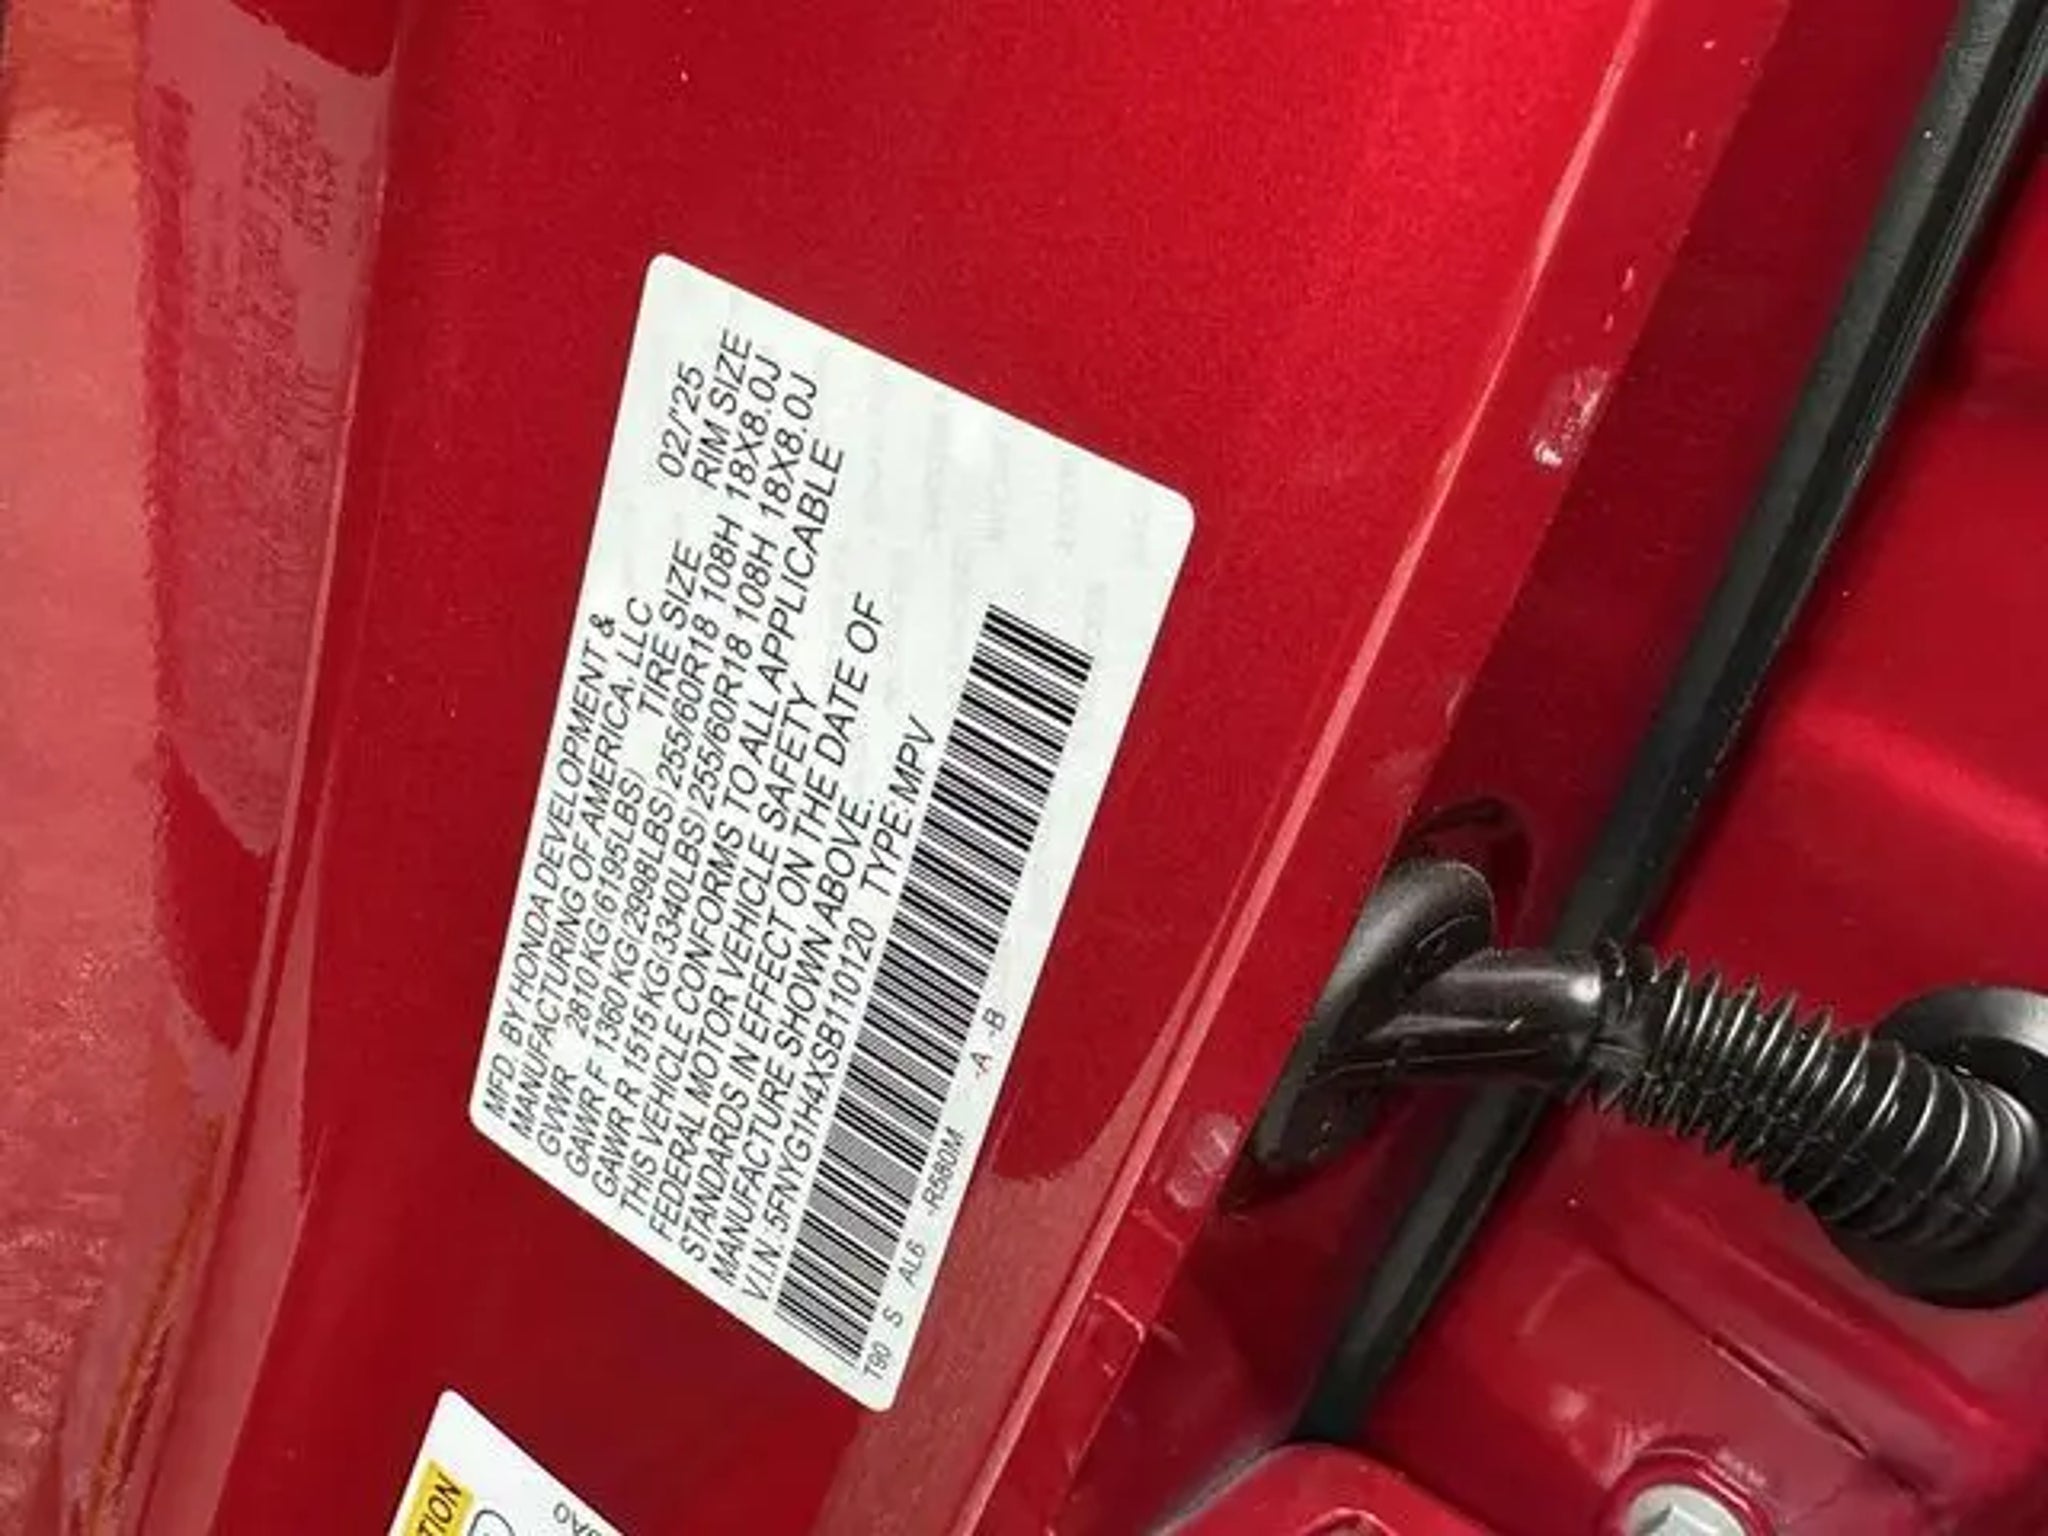 MFD. BY HONDA DEVELOPMENT &
MANUFACTURING OF AMERICA, LLC 02/'25
GVWR 2810 KG(6195LBS) TIRE SIZE RIM SIZE
GAWR F 1360 KG(2998LBS) 255/60R18 108H 18X8.0J
GAWR R 1515 KG(3340LBS) 255/60R18 108H 18X8.0J
THIS VEHICLE CONFORMS TO ALL APPLICABLE
FEDERAL MOTOR VEHICLE SAFETY
STANDARDS IN EFFECT ON THE DATE OF
MANUFACTURE SHOWN ABOVE.
V.I.N. 5FNYG1H4XSB110120 TYPE:MPV
T90 S AL6 -R580M -A -B
TION